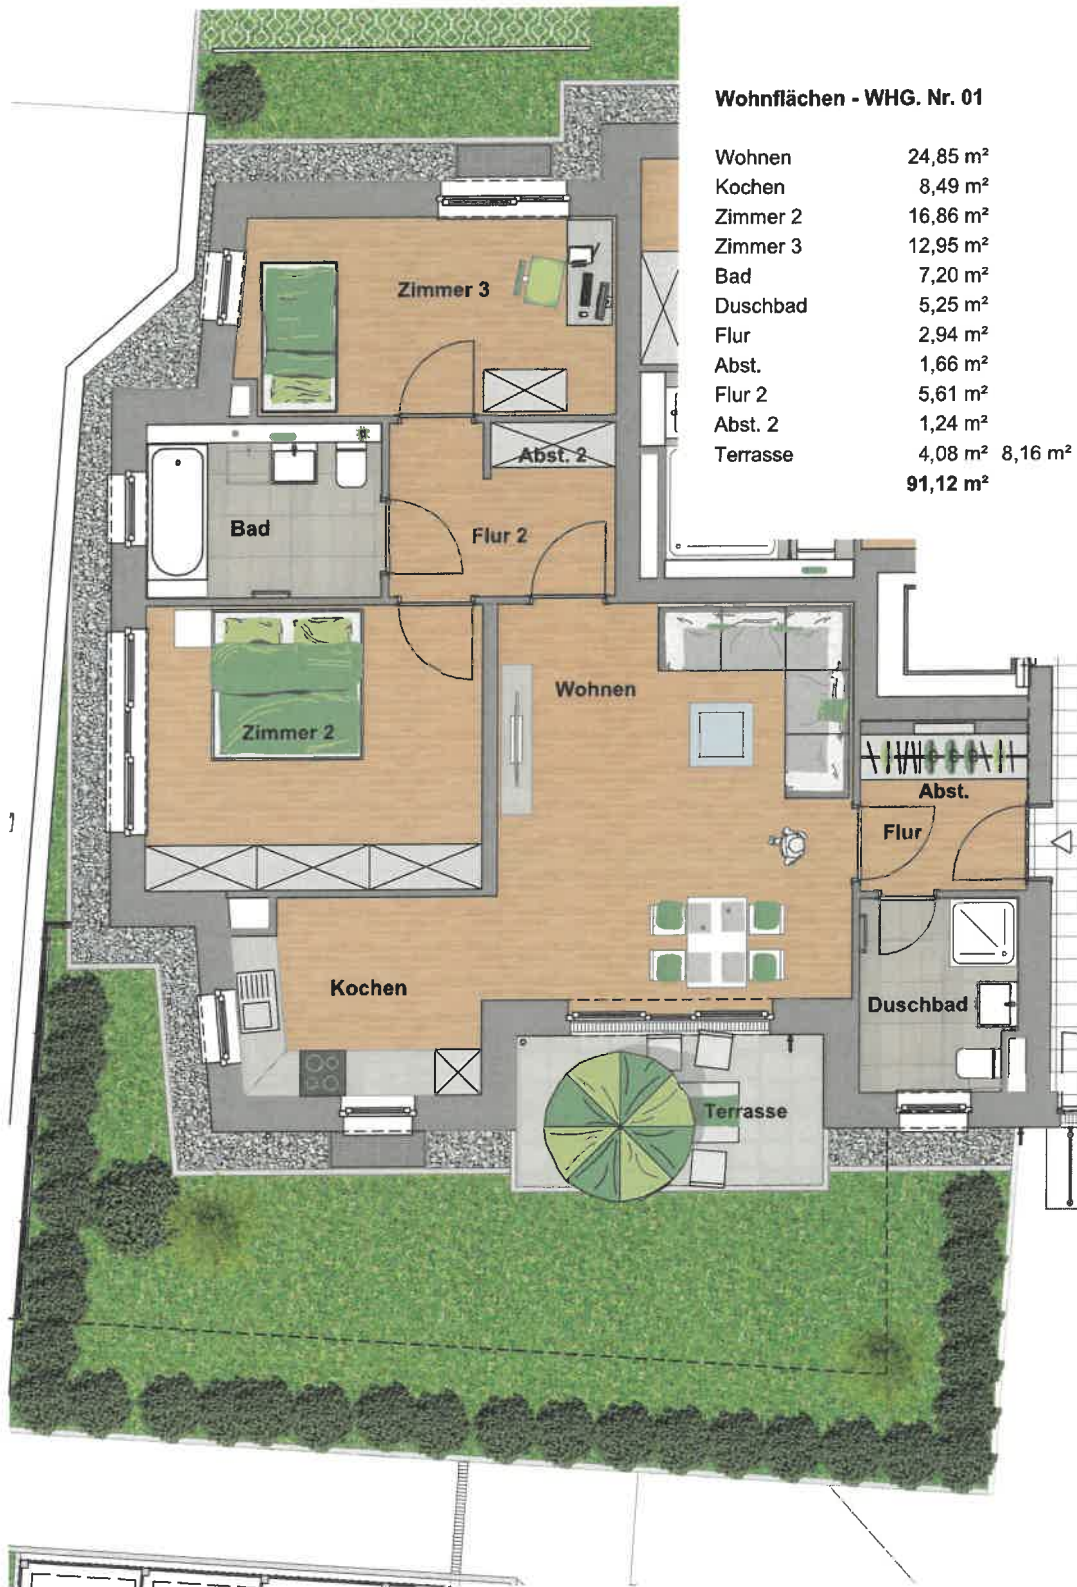 Wohnflächen - WHG. Nr. 01
Wohnen 24,85 m²
Kochen 8,49 m²
Zimmer 2 16,86 m²
Zimmer 3 12,95 m²
Bad 7,20 m²
Duschbad 5,25 m²
Flur 2,94 m²
Abst. 1,66 m²
Flur 2 5,61 m²
Abst. 2 1,24 m²
Terrasse 4,08 m² 8,16 m²
91,12 m²
Zimmer 3
Abst. 2
Bad
Flur 2
Wohnen
Zimmer 2
Abst.
Flur
Kochen
Duschbad
Terrasse